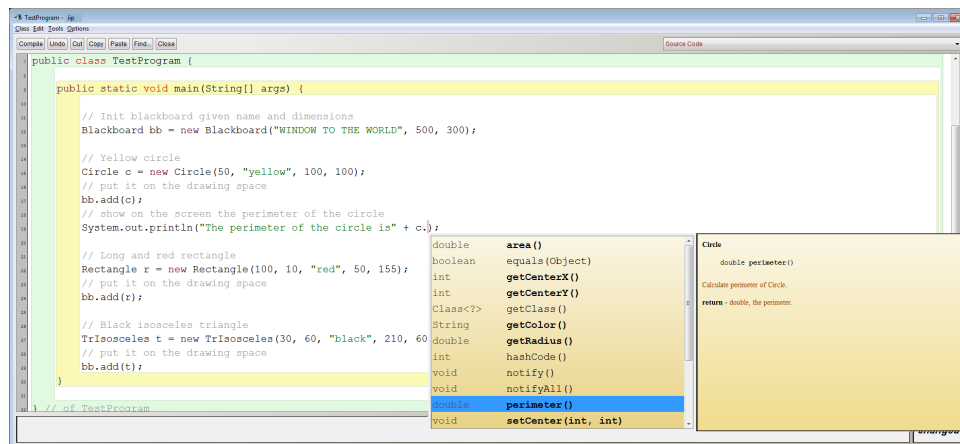 TestProgram - iip
Class Edit Tools Options
Compile Undo Cut Copy Paste Find... Close Source Code
public class TestProgram {
public static void main(String[] args) {
// Init blackboard given name and dimensions
Blackboard bb = new Blackboard("WINDOW TO THE WORLD", 500, 300);
// Yellow circle
Circle c = new Circle(50, "yellow", 100, 100);
// put it on the drawing space
bb.add(c);
// show on the screen the perimeter of the circle
System.out.println("The perimeter of the circle is" + c.);
// Long and red rectangle
Rectangle r = new Rectangle(100, 10, "red", 50, 155);
// put it on the drawing space
bb.add(r);
// Black isosceles triangle
TrIsosceles t = new TrIsosceles(30, 60, "black", 210, 60
// put it on the drawing space
bb.add(t);
}
} // of TestProgram
double area()
boolean equals(Object)
int getCenterX()
int getCenterY()
Class<?> getClass()
String getColor()
double getRadius()
int hashCode()
void notify()
void notifyAll()
double perimeter()
void setCenter(int, int)
Circle
double perimeter()
Calculate perimeter of Circle.
return - double, the perimeter.